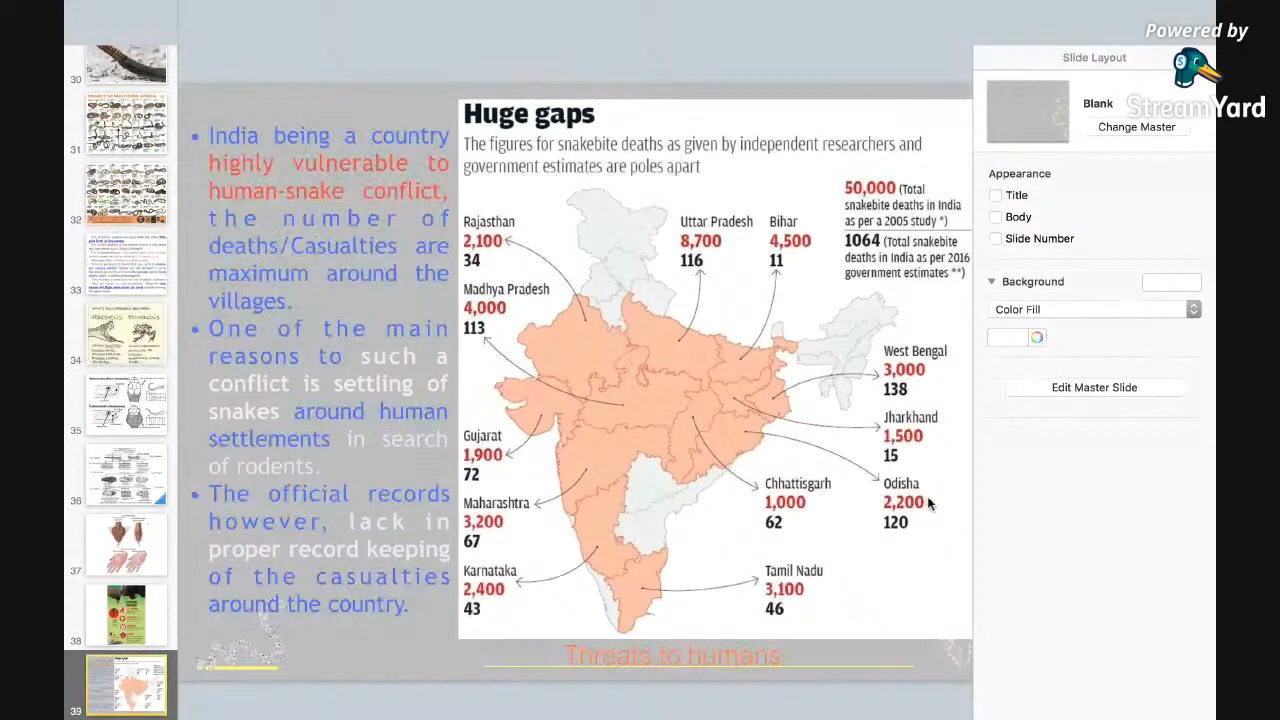 Powered by
StreamYard
30
31
32
33
34
VENOMOUS POISONOUS
35
36
37
38
39
• India being a country
highly vulnerable to
human-snake conflict,
the number of
deaths/Casualties are
maximum around the
villages.
• One of the main
reasons to such a
conflict is settling of
snakes around human
settlements in search
of rodents.
• The official records
however, lack in
proper record keeping
of the casualties
around the country.
Huge gaps
The figures for snakebite deaths as given by independent researchers and
government estimates are poles apart
50,000 (Total
snakebite deaths in India
as per a 2005 study *)
1064 (Total snakebite
deaths in India as per 2016
government estimates **)
Rajasthan
2,100
34
Uttar Pradesh
8,700
116
Bihar
4,500
11
Madhya Pradesh
4,000
113
West Bengal
3,000
138
Jharkhand
1,500
15
Gujarat
1,900
72
Chhattisgarh
1,000
62
Odisha
2,200
120
Maharashtra
3,200
67
Karnataka
2,400
43
Tamil Nadu
3,100
46
Threats to humans
Slide Layout
Blank
Change Master
Appearance
Title
Body
Slide Number
Background
Color Fill
Edit Master Slide